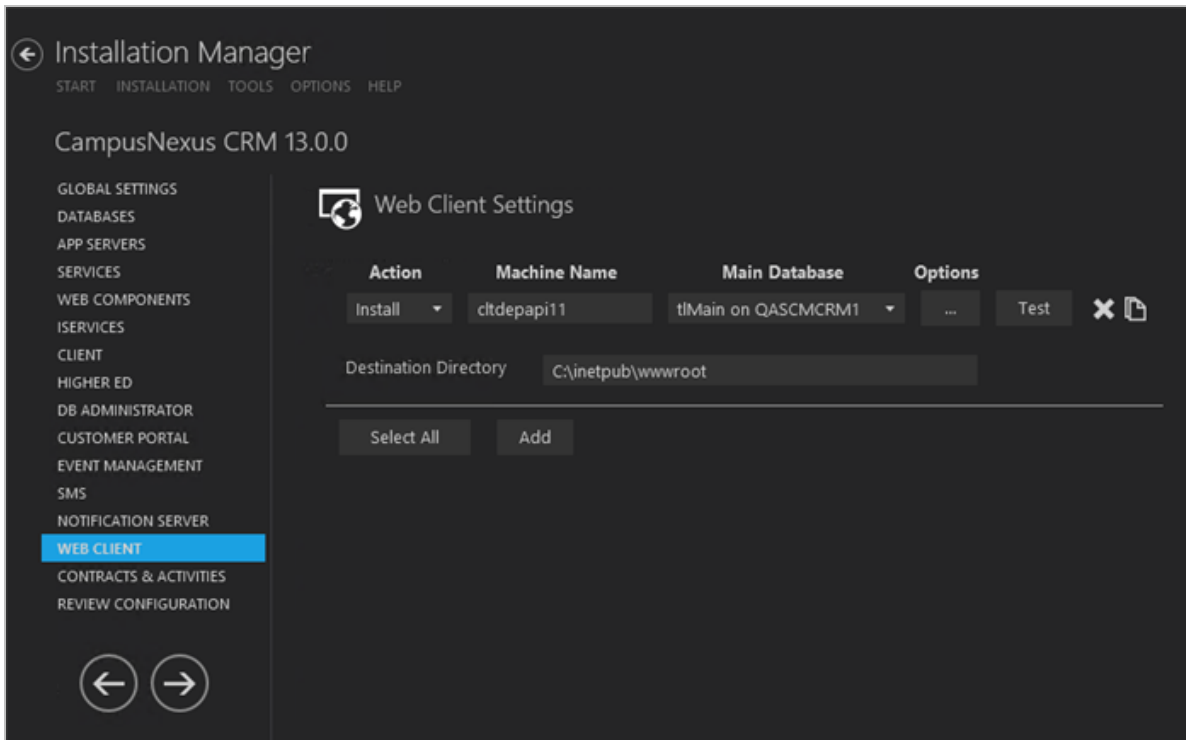 Installation Manager
START INSTALLATION TOOLS OPTIONS HELP
CampusNexus CRM 13.0.0
GLOBAL SETTINGS
DATABASES
APP SERVERS
SERVICES
WEB COMPONENTS
ISERVICES
CLIENT
HIGHER ED
DB ADMINISTRATOR
CUSTOMER PORTAL
EVENT MANAGEMENT
SMS
NOTIFICATION SERVER
WEB CLIENT
CONTRACTS & ACTIVITIES
REVIEW CONFIGURATION
Web Client Settings
Action Machine Name Main Database Options
Install cltdepapi11 tlMain on QASCMCRM1 ... Test
Destination Directory C:\inetpub\wwwroot
Select All Add